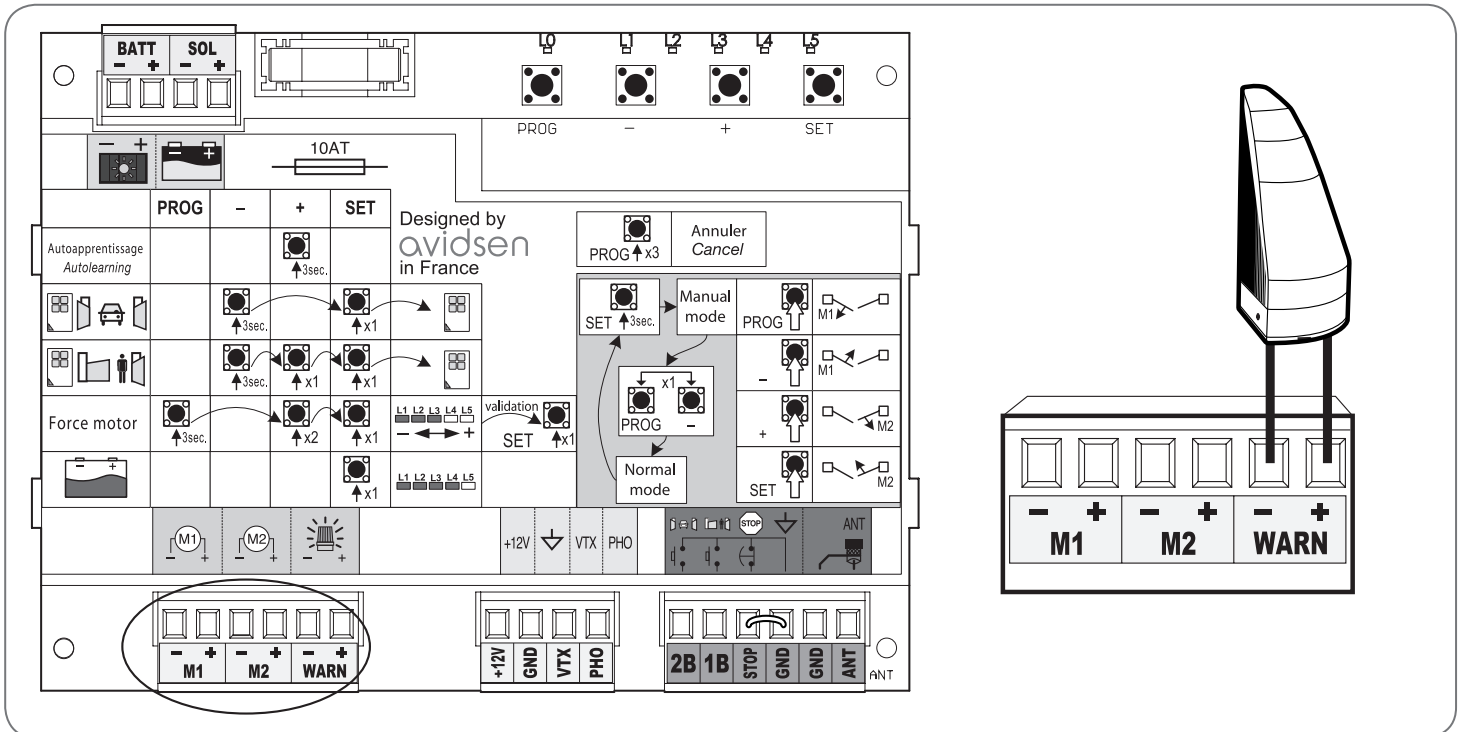 BATT SOL
- + - +
L0 L1 L2 L3 L4 L5
PROG - + SET
- +
- +
10AT
PROG - + SET
Autoapprentissage
Autolearning
3sec.
3sec.
x1
3sec.
x1
x1
Force motor
3sec.
x2
x1
L1 L2 L3 L4 L5
- +
validation
SET
x1
- +
x1
L1 L2 L3 L4 L5
Designed by
avidsen
in France
PROG x3
Annuler
Cancel
SET 3sec.
Manual
mode
x1
PROG -
Normal
mode
PROG
M1
-
M1
+
M2
SET
M2
M1
- +
M2
- +
- +
+12V VTX PHO
STOP
ANT
- + - + - +
M1 M2 WARN
+12V GND VTX PHO
2B 1B STOP GND GND ANT
ANT
- + - + - +
M1 M2 WARN